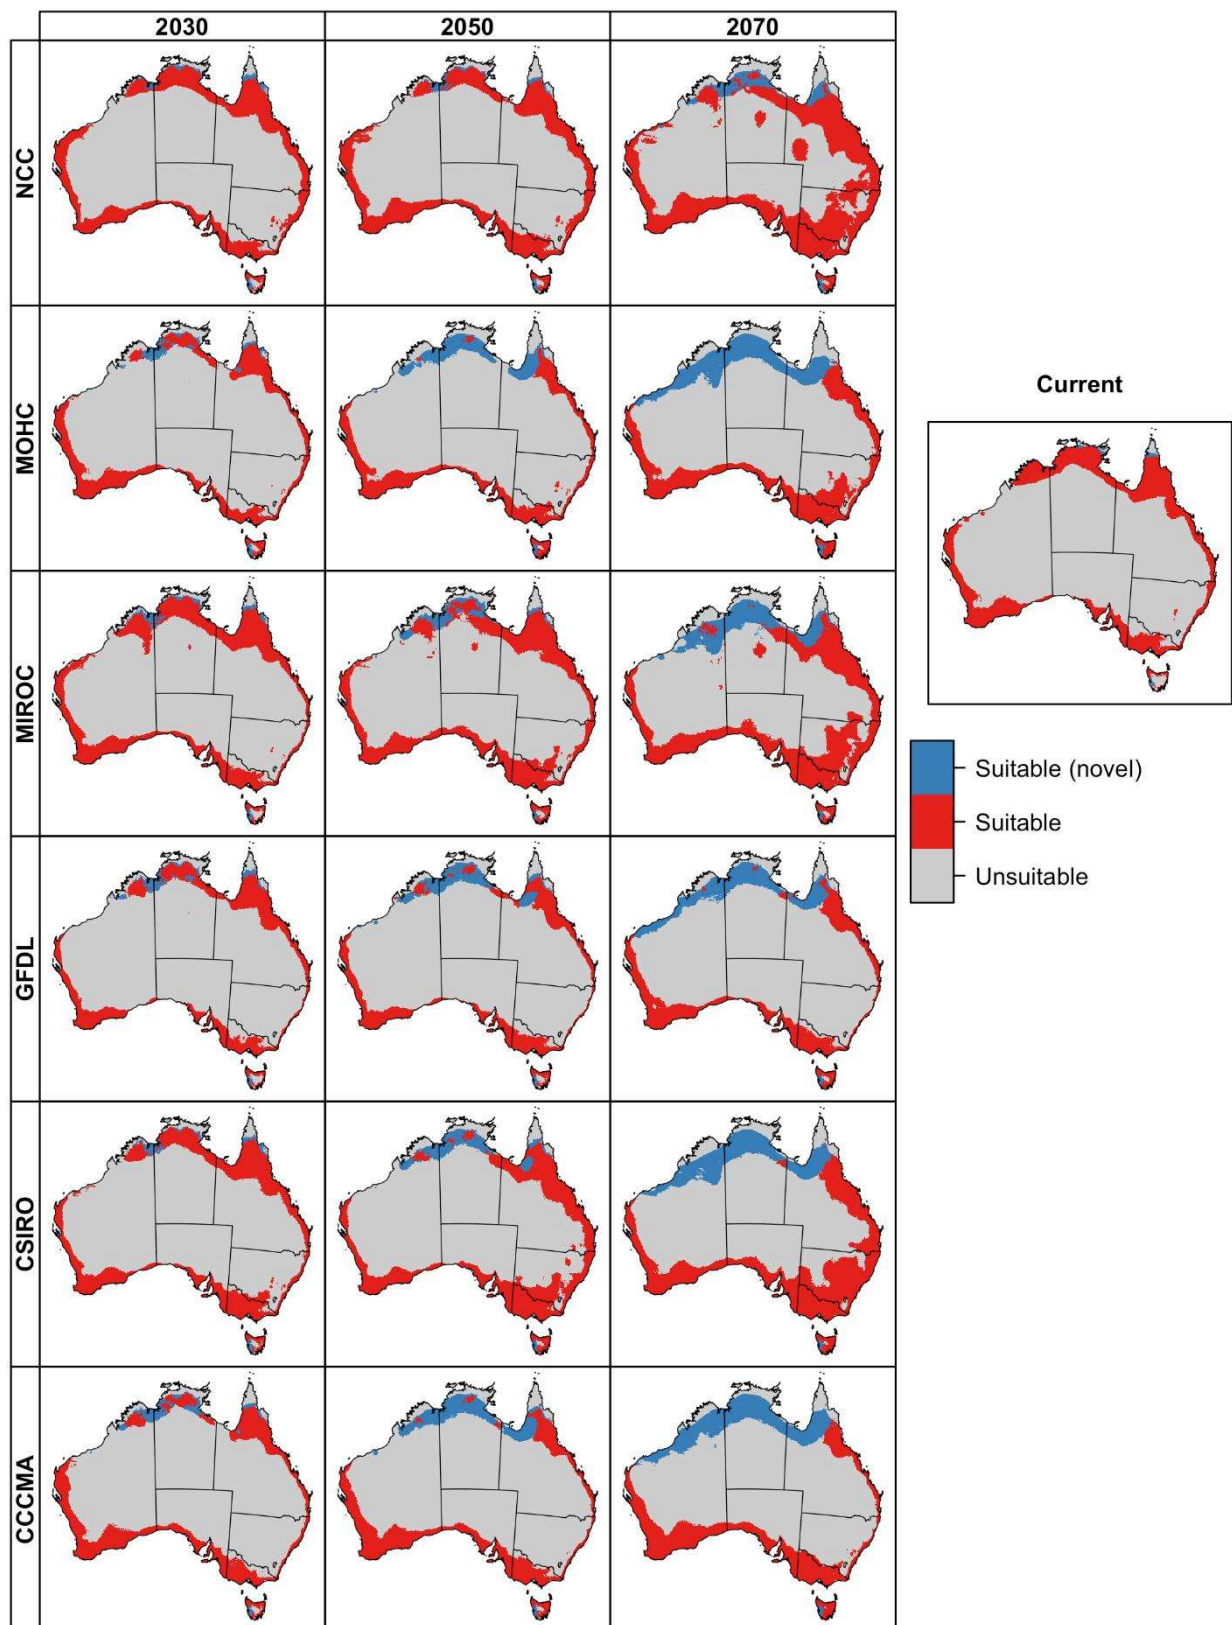 2030
2050
2070
NCC
MOHC
MIROC
GFDL
CSIRO
CCCMA
Current
Suitable (novel)
Suitable
Unsuitable